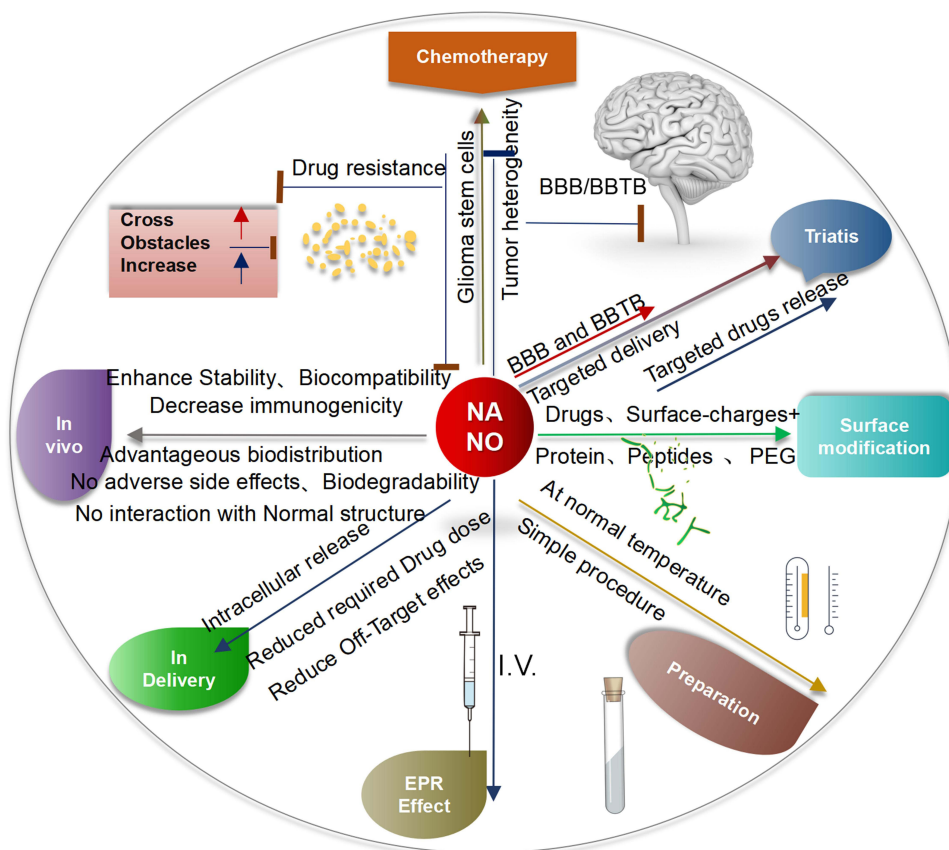 Chemotherapy
Drug resistance
Glioma stem cells
Tumor heterogeneity
BBB/BBTB
Cross
Obstacles
Increase
Triatis
BBB and BBTB
Targeted delivery
Targeted drugs release
Enhance Stability、Biocompatibility
Decrease immunogenicity
In
vivo
NA
NO
Drugs、Surface-charges+
Protein、Peptides 、PEG
Surface
modification
Advantageous biodistribution
No adverse side effects、Biodegradability
No interaction with Normal structure
At normal temperature
Simple procedure
Preparation
Intracellular release
Reduced required Drug dose
Reduce Off-Target effects
In
Delivery
I.V.
EPR
Effect